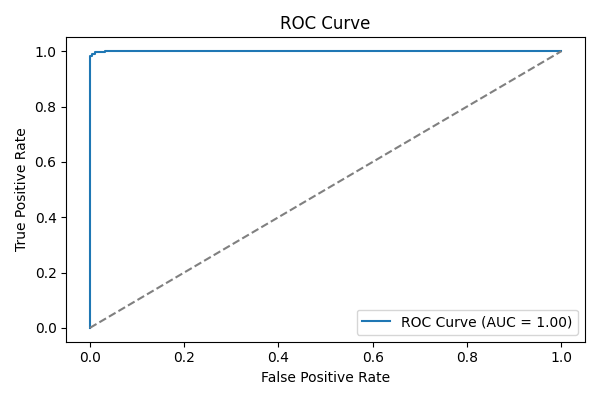 ROC Curve
True Positive Rate
1.0
0.8
0.6
0.4
0.2
0.0
ROC Curve (AUC = 1.00)
0.0 0.2 0.4 0.6 0.8 1.0
False Positive Rate